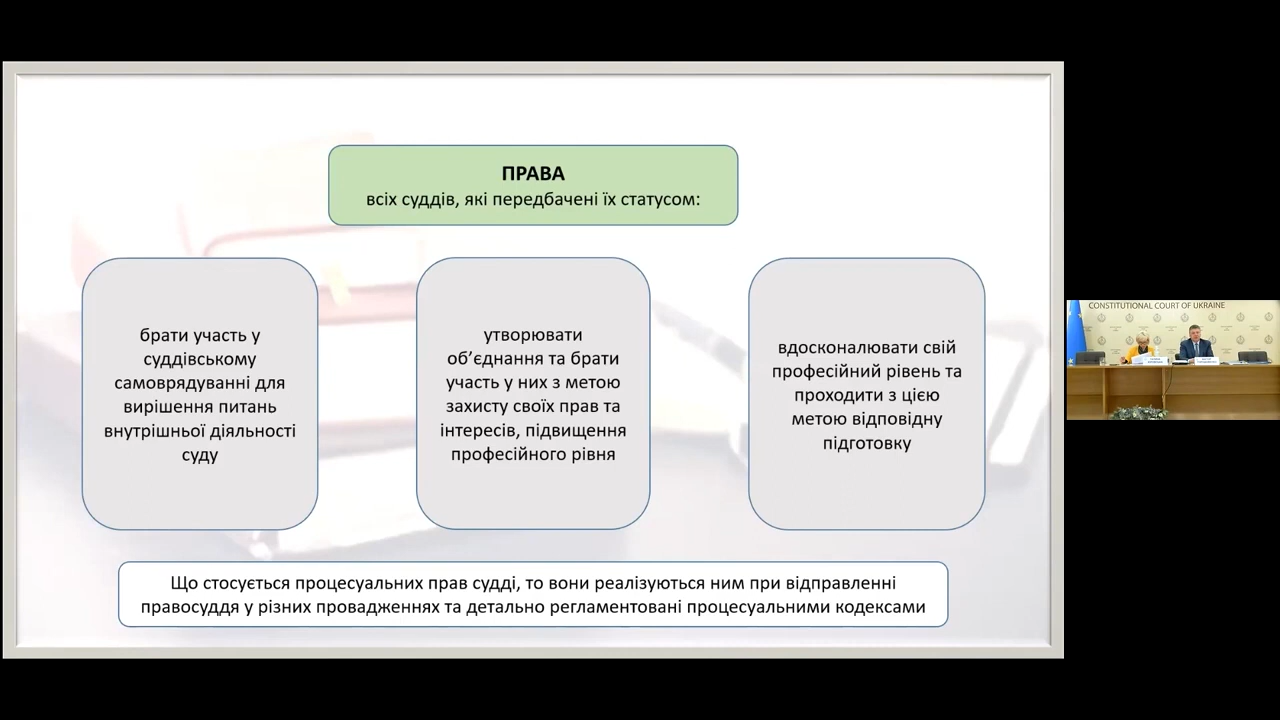 ПРАВА
всіх суддів, які передбачені їх статусом:
брати участь у
суддівському
самоврядуванні для
вирішення питань
внутрішньої діяльності
суду
утворювати
об’єднання та брати
участь у них з метою
захисту своїх прав та
інтересів, підвищення
професійного рівня
вдосконалювати свій
професійний рівень та
проходити з цією
метою відповідну
підготовку
Що стосується процесуальних прав судді, то вони реалізуються ним при відправленні
правосуддя у різних провадженнях та детально регламентовані процесуальними кодексами
CONSTITUTIONAL COURT OF UKRAINE